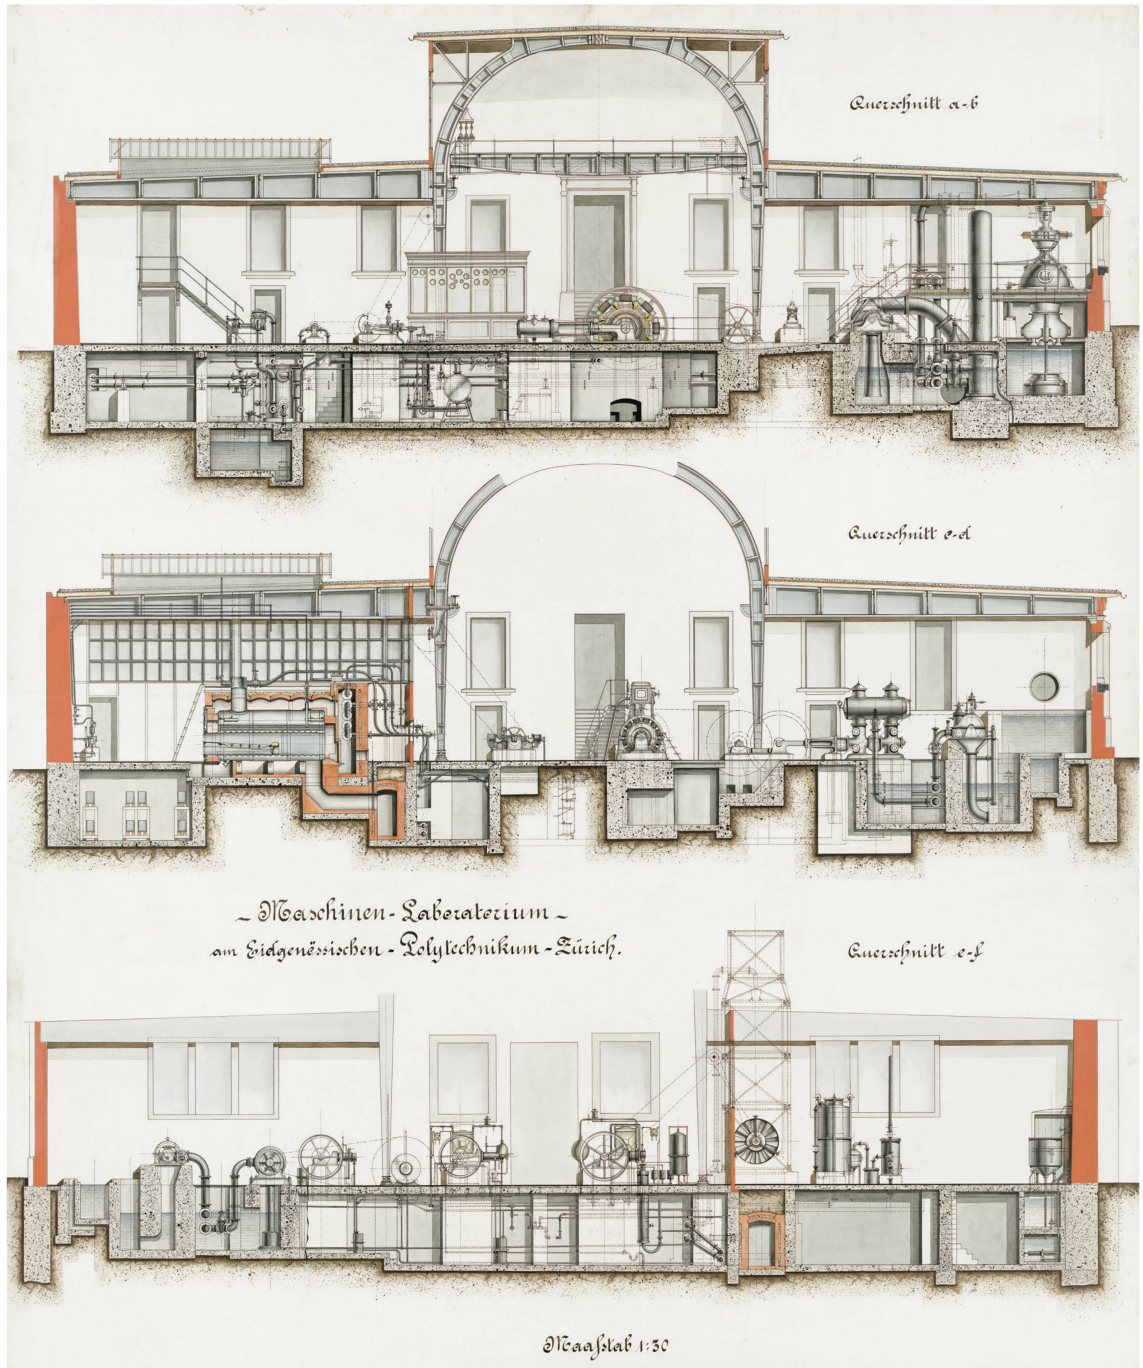 Querschnitt a-b
Querschnitt c-d
- Maschinen - Laboratorium -
am Eidgenössischen - Polytechnikum - Zürich.
Querschnitt e-f
Maaſstab 1:30